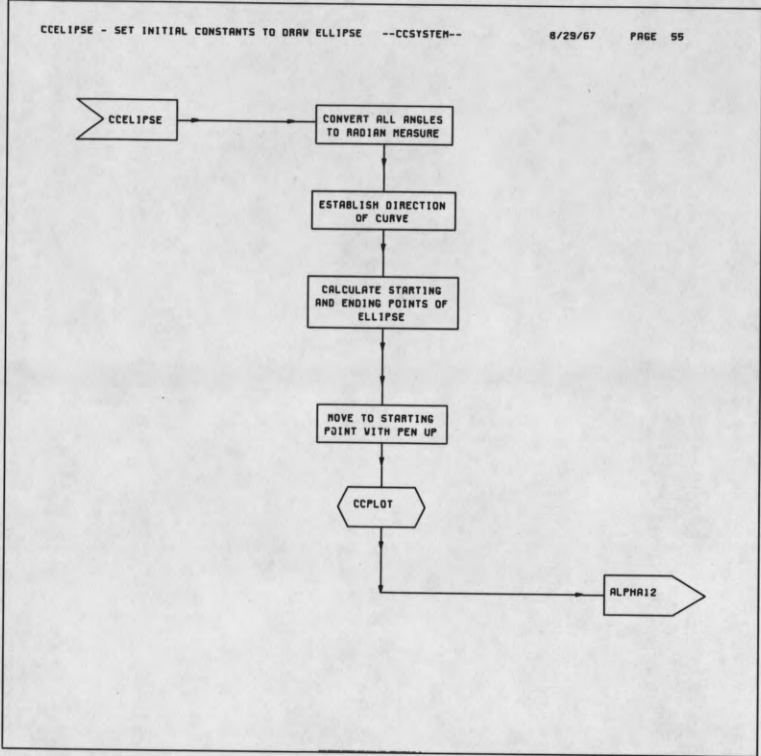 CCELIPSE - SET INITIAL CONSTANTS TO DRAW ELLIPSE --CCSYSTEM-- 8/29/67 PAGE 55
CCELIPSE
CONVERT ALL ANGLES
TO RADIAN MEASURE
ESTABLISH DIRECTION
OF CURVE
CALCULATE STARTING
AND ENDING POINTS OF
ELLIPSE
MOVE TO STARTING
POINT WITH PEN UP
CCPLOT
ALPHA12